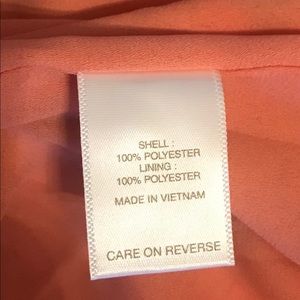 SHELL :
100% POLYESTER
LINING :
100% POLYESTER
MADE IN VIETNAM
CARE ON REVERSE